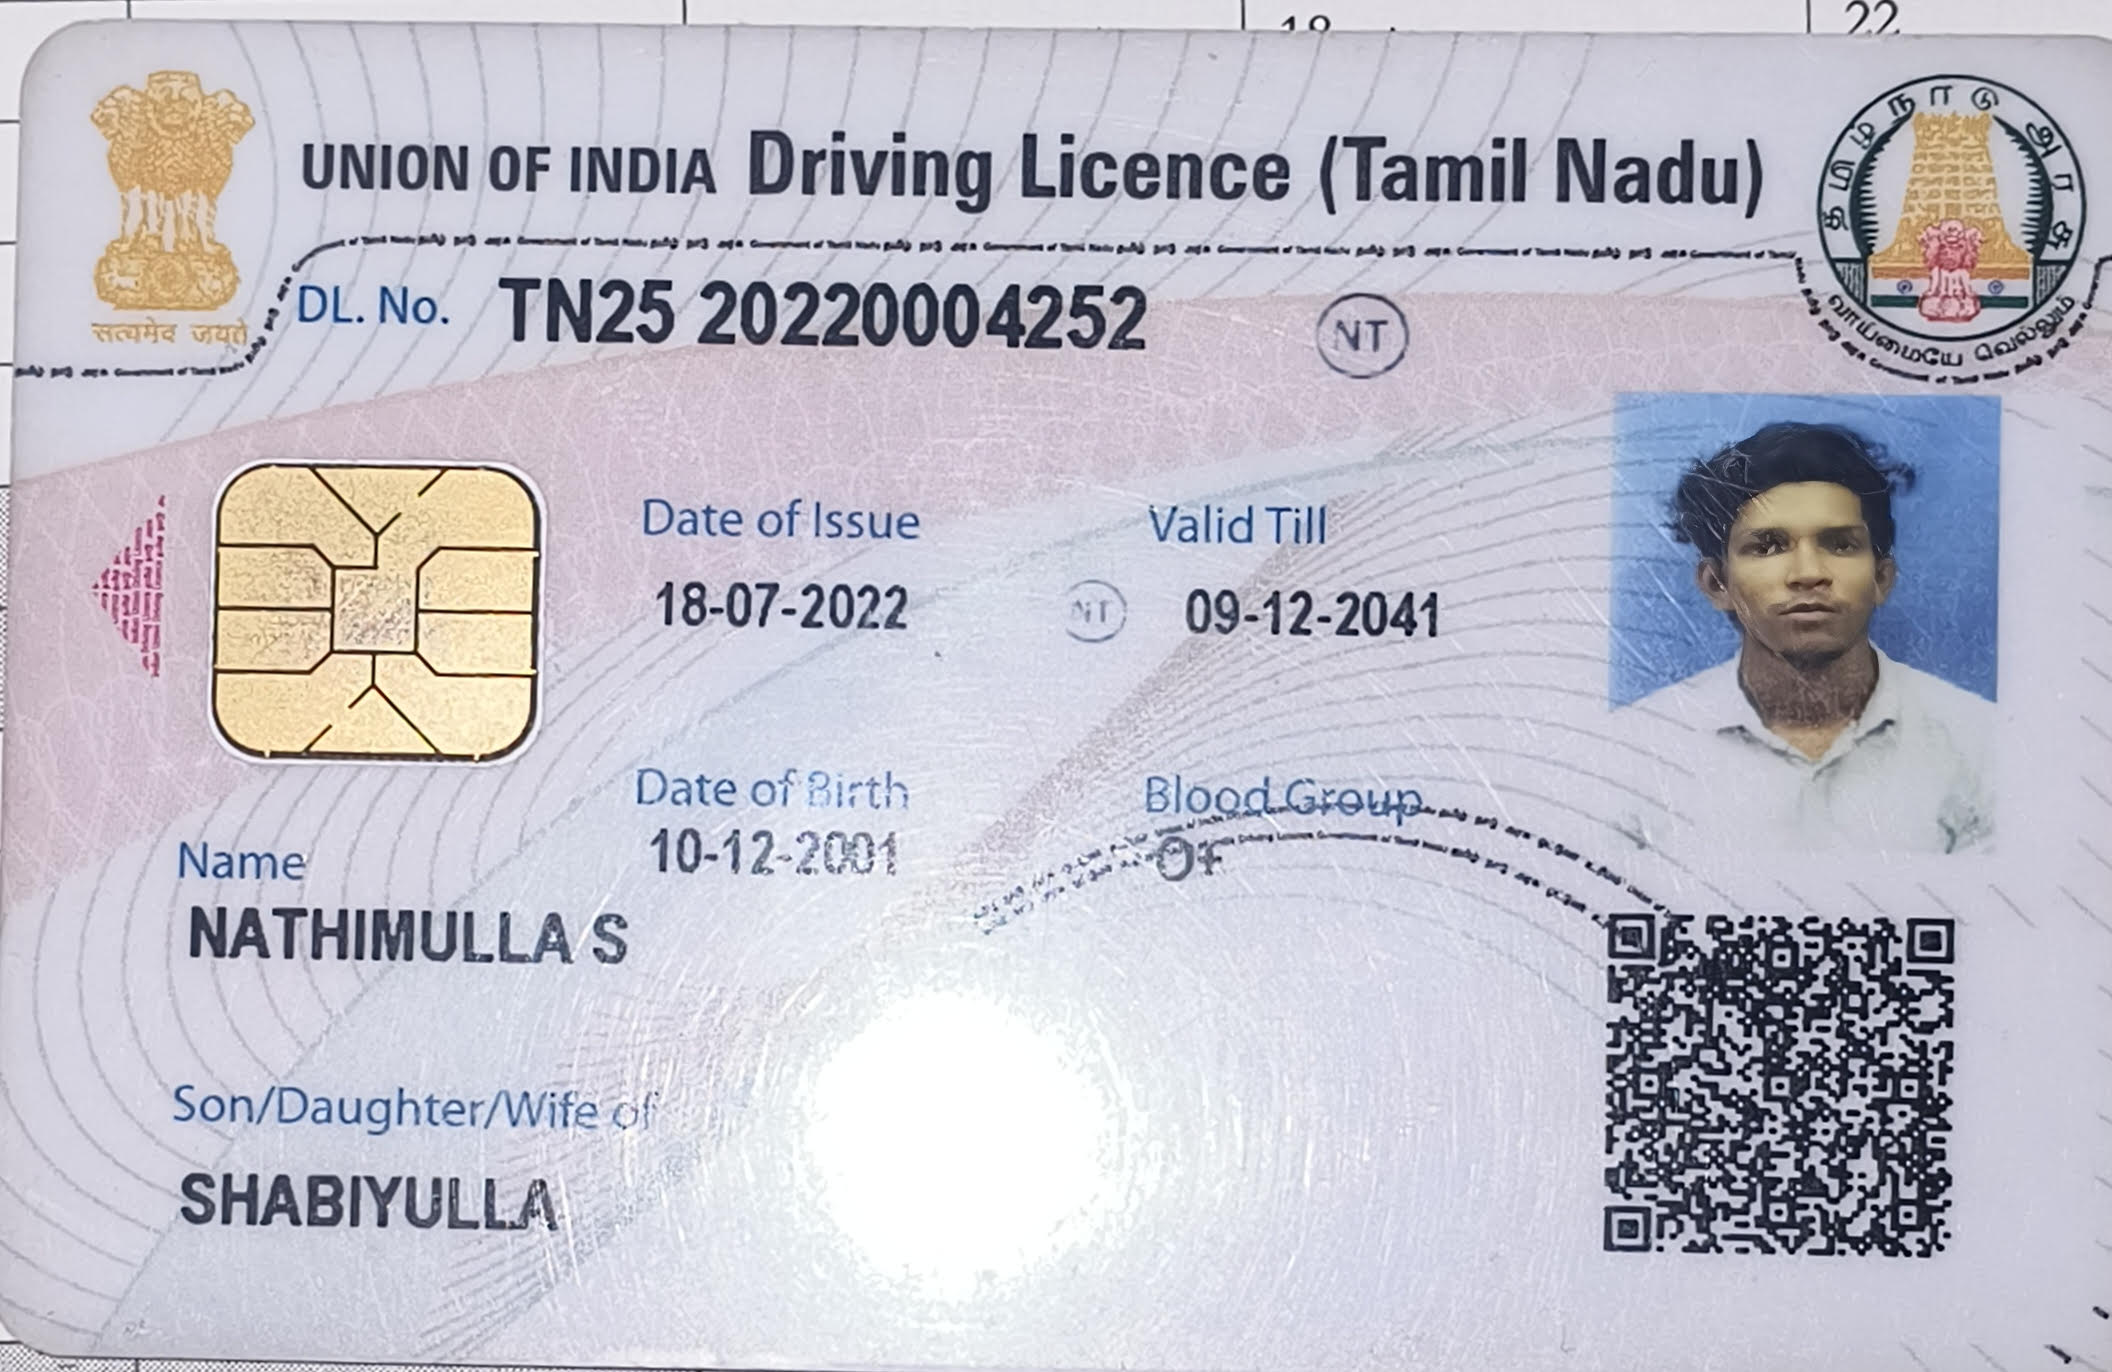 18
22
தமிழ்நாடு அரசு
UNION OF INDIA Driving Licence (Tamil Nadu)
सत्यमेव जयते
வாய்மையே வெல்லும்
DL. No. TN25 20220004252 NT
Date of Issue Valid Till
18-07-2022 NT 09-12-2041
Date of Birth Blood Group
10-12-2001 O+
Name
NATHIMULLA S
Son/Daughter/Wife of
SHABIYULLA